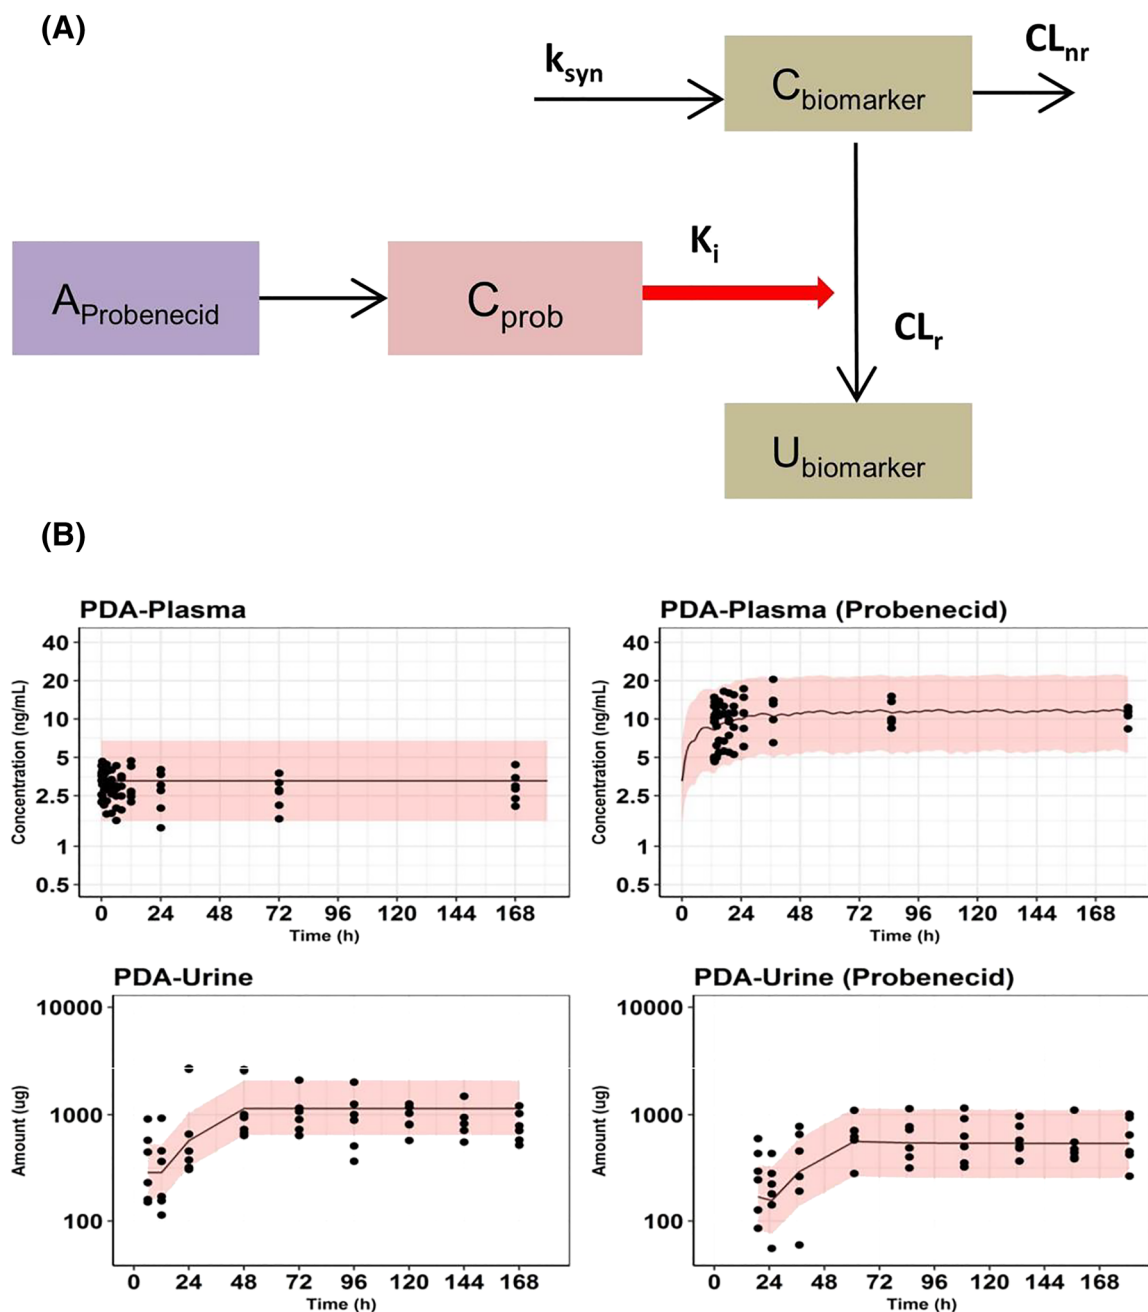 (A)
ksyn
Cbiomarker
CLnr
AProbenecid
Cprob
Ki
CLr
Ubiomarker
(B)
PDA-Plasma
Concentration (ng/mL)
40
20
10
5
2.5
1
0.5
0 24 48 72 96 120 144 168
Time (h)
PDA-Plasma (Probenecid)
Concentration (ng/mL)
40
20
10
5
2.5
1
0.5
0 24 48 72 96 120 144 168
Time (h)
PDA-Urine
Amount (ug)
10000
1000
100
0 24 48 72 96 120 144 168
Time (h)
PDA-Urine (Probenecid)
Amount (ug)
10000
1000
100
0 24 48 72 96 120 144 168
Time (h)